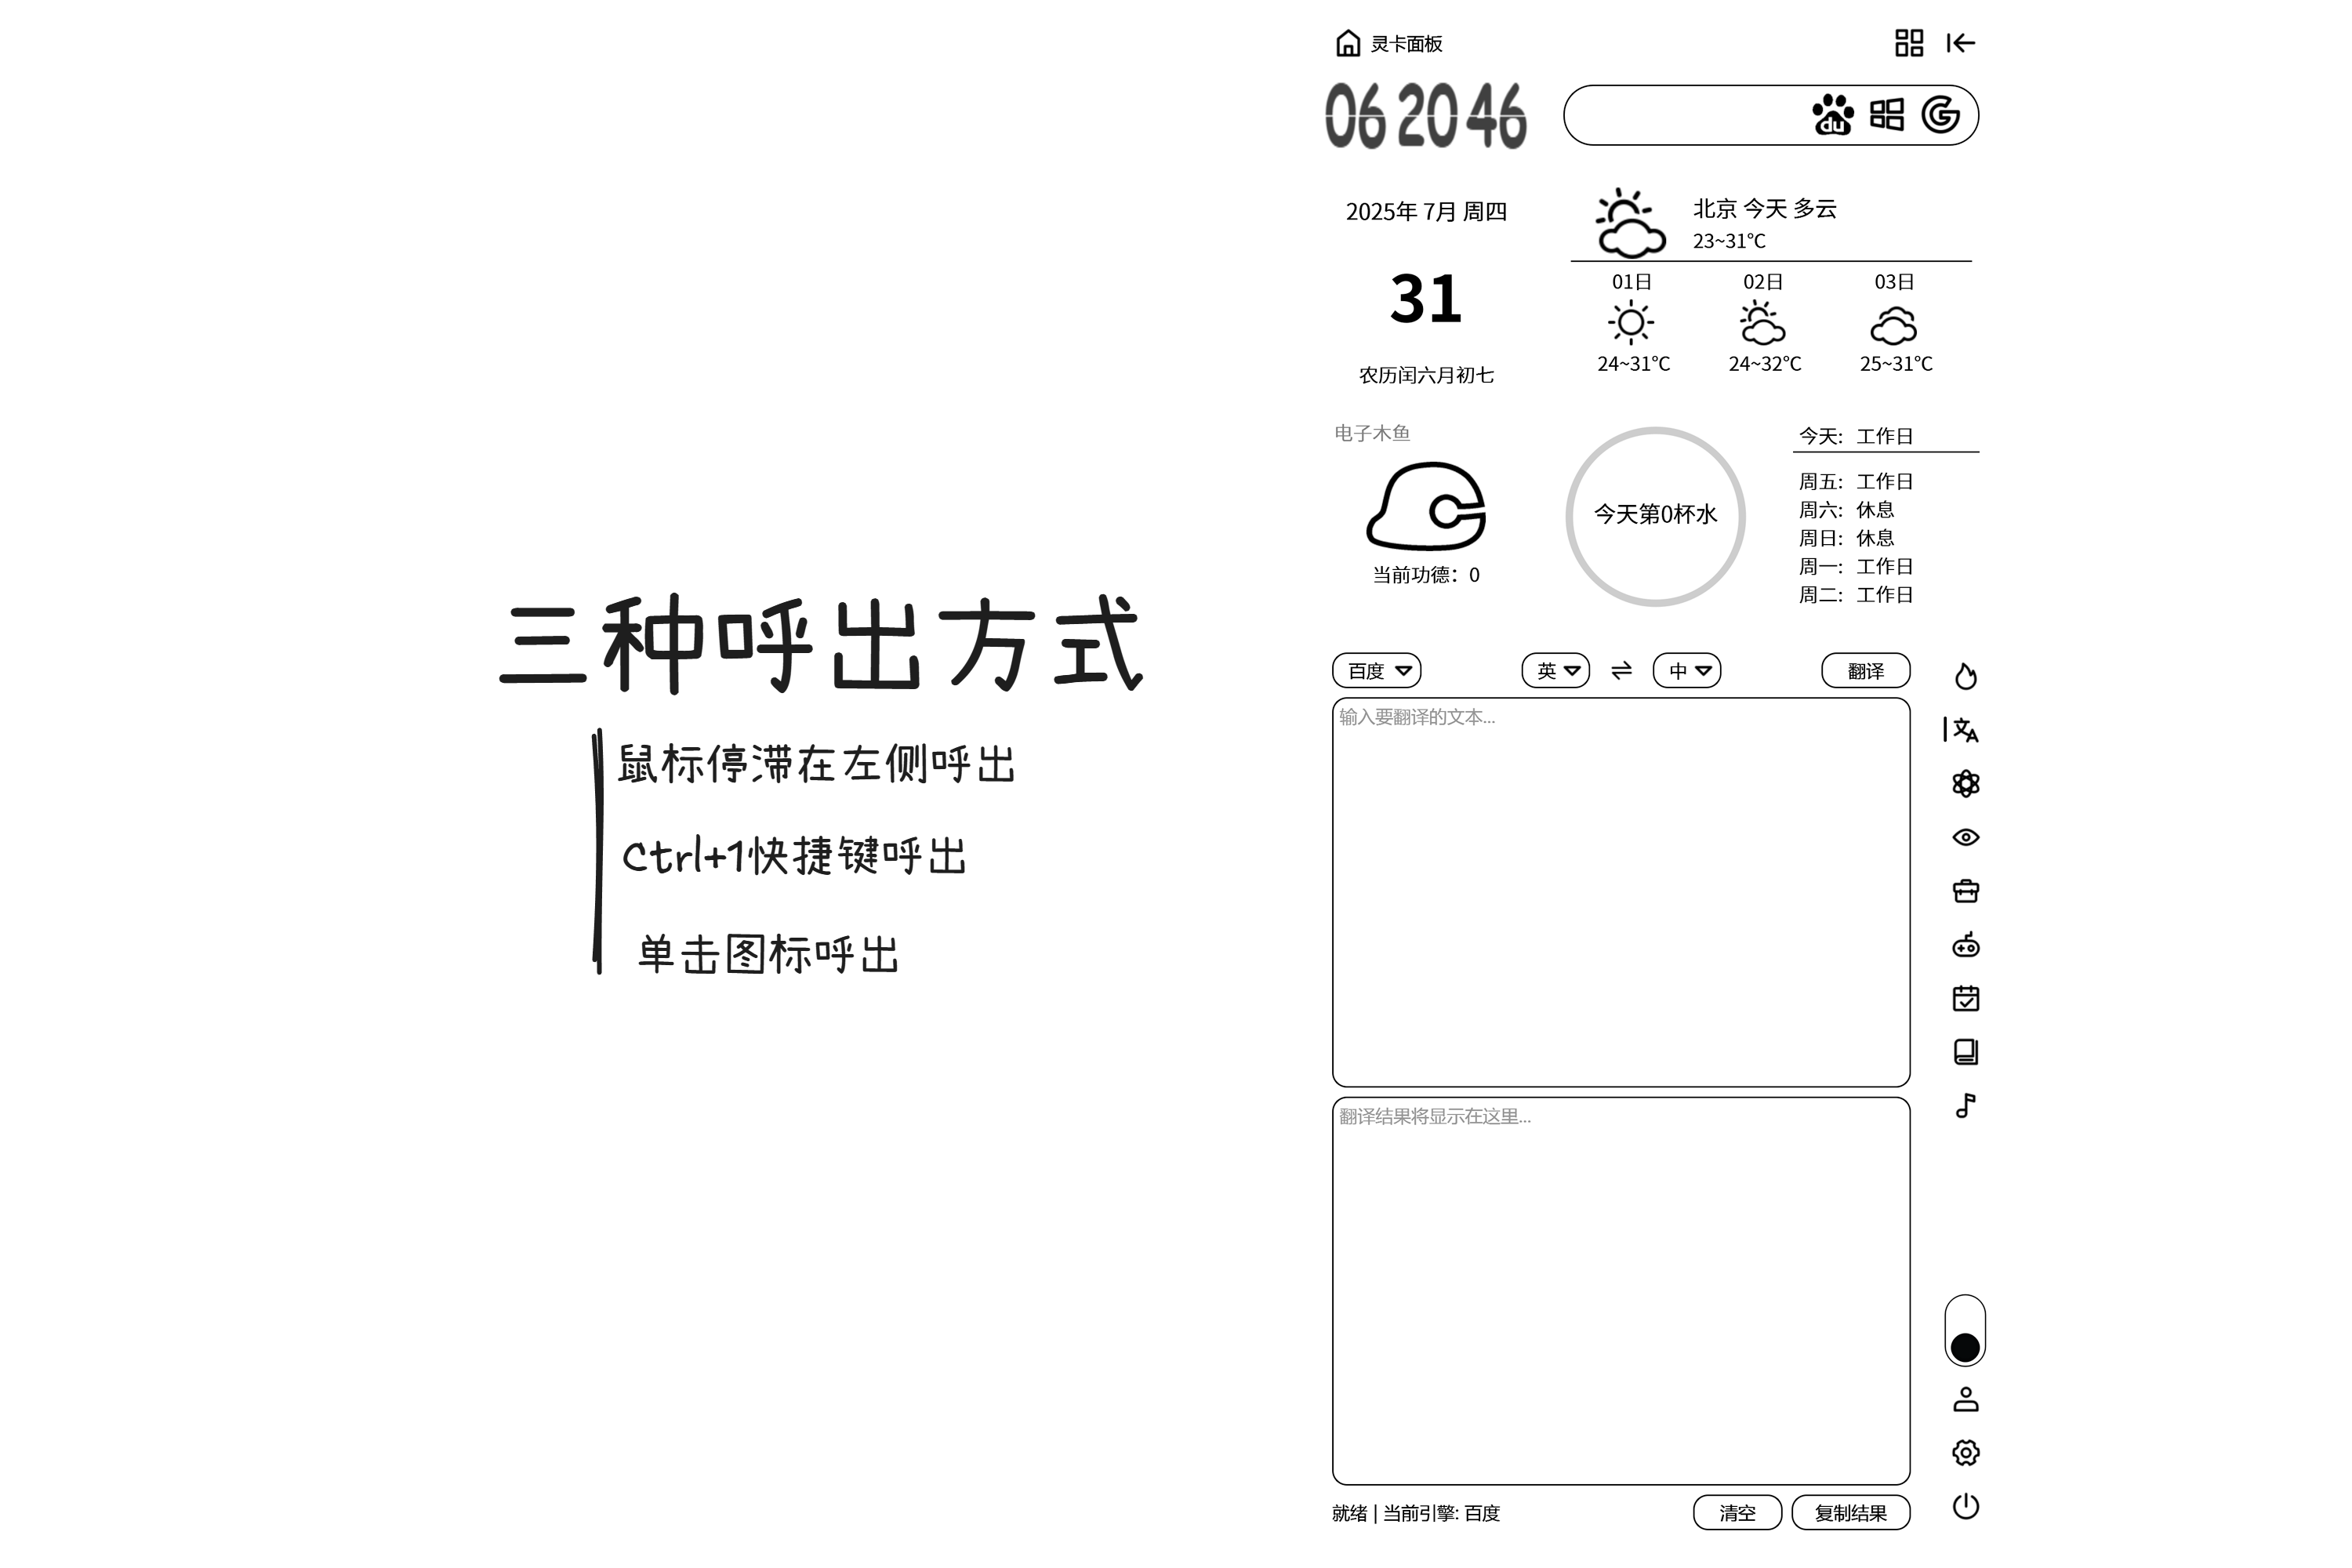 三种呼出方式
鼠标停滞在左侧呼出
Ctrl+1快捷键呼出
单击图标呼出
灵卡面板
06 20 46
du
2025年 7月 周四
31
农历闰六月初七
北京 今天 多云
23~31℃
01日 02日 03日
24~31℃ 24~32℃ 25~31℃
电子木鱼
当前功德：0
今天第0杯水
今天: 工作日
周五: 工作日
周六: 休息
周日: 休息
周一: 工作日
周二: 工作日
百度 英 中 翻译
输入要翻译的文本...
翻译结果将显示在这里...
就绪 | 当前引擎: 百度 清空 复制结果